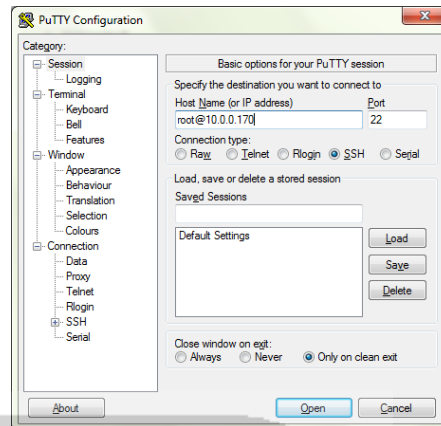 PuTTY Configuration
Category:
Session
Logging
Terminal
Keyboard
Bell
Features
Window
Appearance
Behaviour
Translation
Selection
Colours
Connection
Data
Proxy
Telnet
Rlogin
SSH
Serial
Basic options for your PuTTY session
Specify the destination you want to connect to
Host Name (or IP address) Port
root@10.0.0.170 22
Connection type:
Raw Telnet Rlogin SSH Serial
Load, save or delete a stored session
Saved Sessions
Default Settings
Load
Save
Delete
Close window on exit:
Always Never Only on clean exit
About Open Cancel